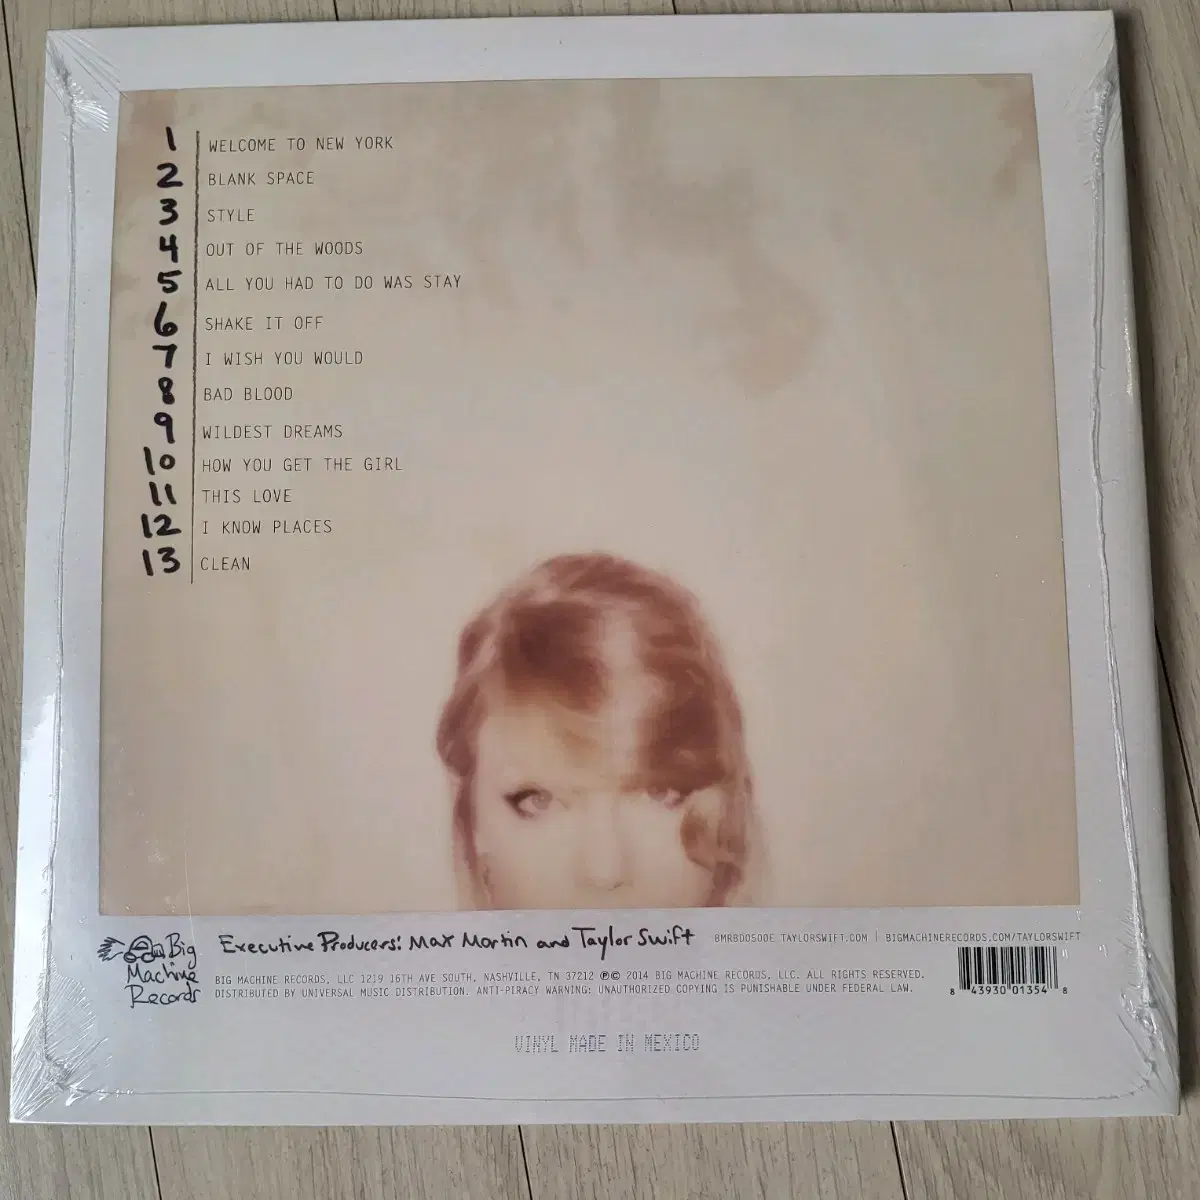 1 WELCOME TO NEW YORK
2 BLANK SPACE
3 STYLE
4 OUT OF THE WOODS
5 ALL YOU HAD TO DO WAS STAY
6 SHAKE IT OFF
7 I WISH YOU WOULD
8 BAD BLOOD
9 WILDEST DREAMS
10 HOW YOU GET THE GIRL
11 THIS LOVE
12 I KNOW PLACES
13 CLEAN
Big Machine Records
Executive Producers: Max Martin and Taylor Swift
BMRBD0500E TAYLORSWIFT.COM | BIGMACHINERECORDS.COM/TAYLORSWIFT
BIG MACHINE RECORDS, LLC 1219 16TH AVE SOUTH, NASHVILLE, TN 37212 ℗© 2014 BIG MACHINE RECORDS, LLC. ALL RIGHTS RESERVED.
DISTRIBUTED BY UNIVERSAL MUSIC DISTRIBUTION. ANTI-PIRACY WARNING: UNAUTHORIZED COPYING IS PUNISHABLE UNDER FEDERAL LAW.
8 43930 01354 8
VINYL MADE IN MEXICO